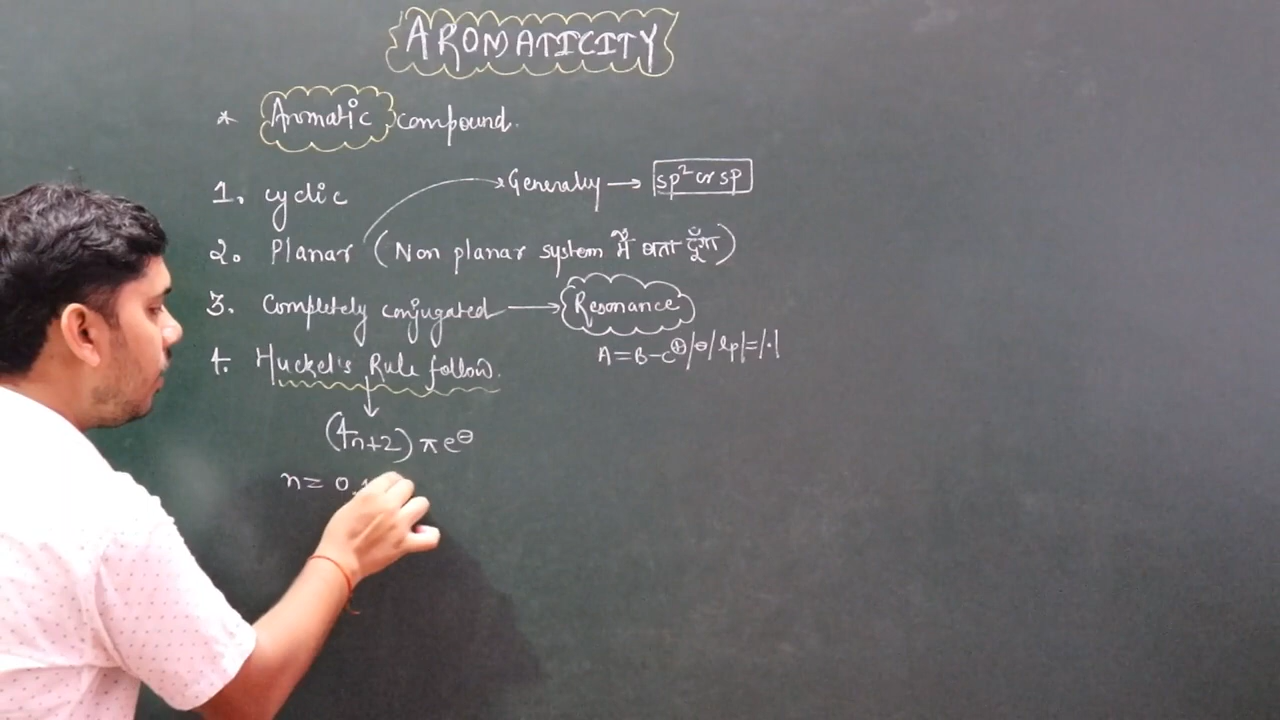 AROMATICITY
* Aromatic compound.
1. cyclic
Generally → sp² or sp
2. Planar (Non planar system में बता दूँगा)
3. Completely conjugated → Resonance
A=B-C⊕/⊖/lp/=/•/
4. Huckel's Rule follow.
(4n+2) π e⊖
n = 0,